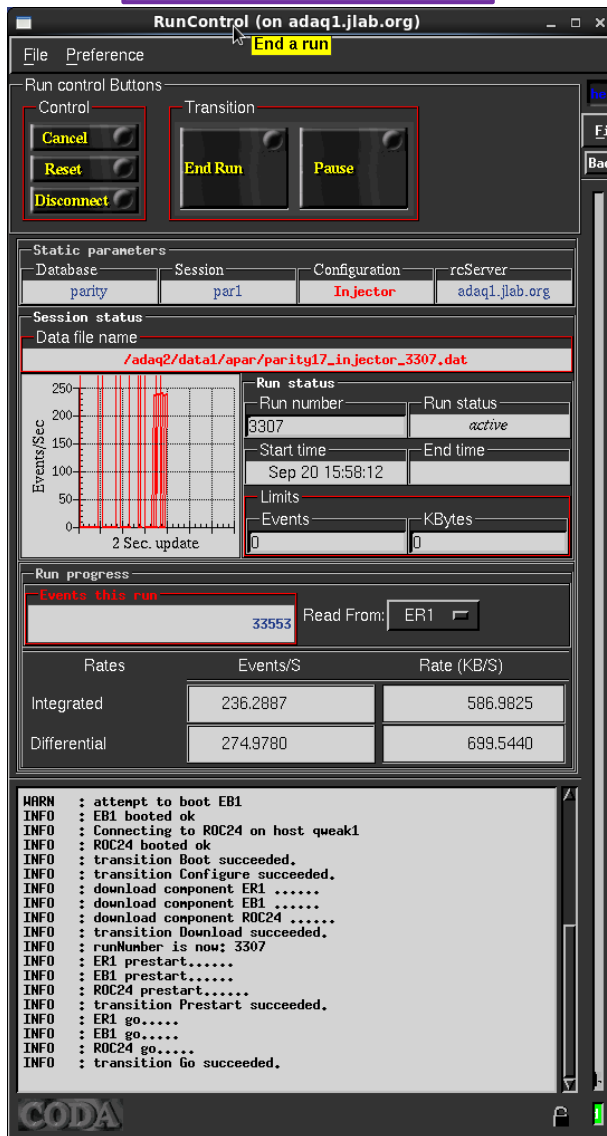 RunControl (on adaq1.jlab.org)
End a run
File Preference
Run control Buttons
Control
Transition
Cancel
Reset
Disconnect
End Run
Pause
Static parameters
Database
Session
Configuration
rcServer
parity
par1
Injector
adaq1.jlab.org
Session status
Data file name
/adaq2/data1/apar/parity17_injector_3307.dat
250
200
150
100
50
0
Events/Sec
2 Sec. update
Run status
Run number
Run status
3307
active
Start time
End time
Sep 20 15:58:12
Limits
Events
KBytes
0
0
Run progress
Events this run
33553
Read From: ER1
Rates Events/S Rate (KB/S)
Integrated 236.2887 586.9825
Differential 274.9780 699.5440
WARN : attempt to boot EB1
INFO : EB1 booted ok
INFO : Connecting to ROC24 on host qweak1
INFO : ROC24 booted ok
INFO : transition Boot succeeded.
INFO : transition Configure succeeded.
INFO : download component ER1 ......
INFO : download component EB1 ......
INFO : download component ROC24 ......
INFO : transition Download succeeded.
INFO : runNumber is now: 3307
INFO : ER1 prestart......
INFO : EB1 prestart......
INFO : ROC24 prestart......
INFO : transition Prestart succeeded.
INFO : ER1 go.....
INFO : EB1 go.....
INFO : ROC24 go.....
INFO : transition Go succeeded.
CODA